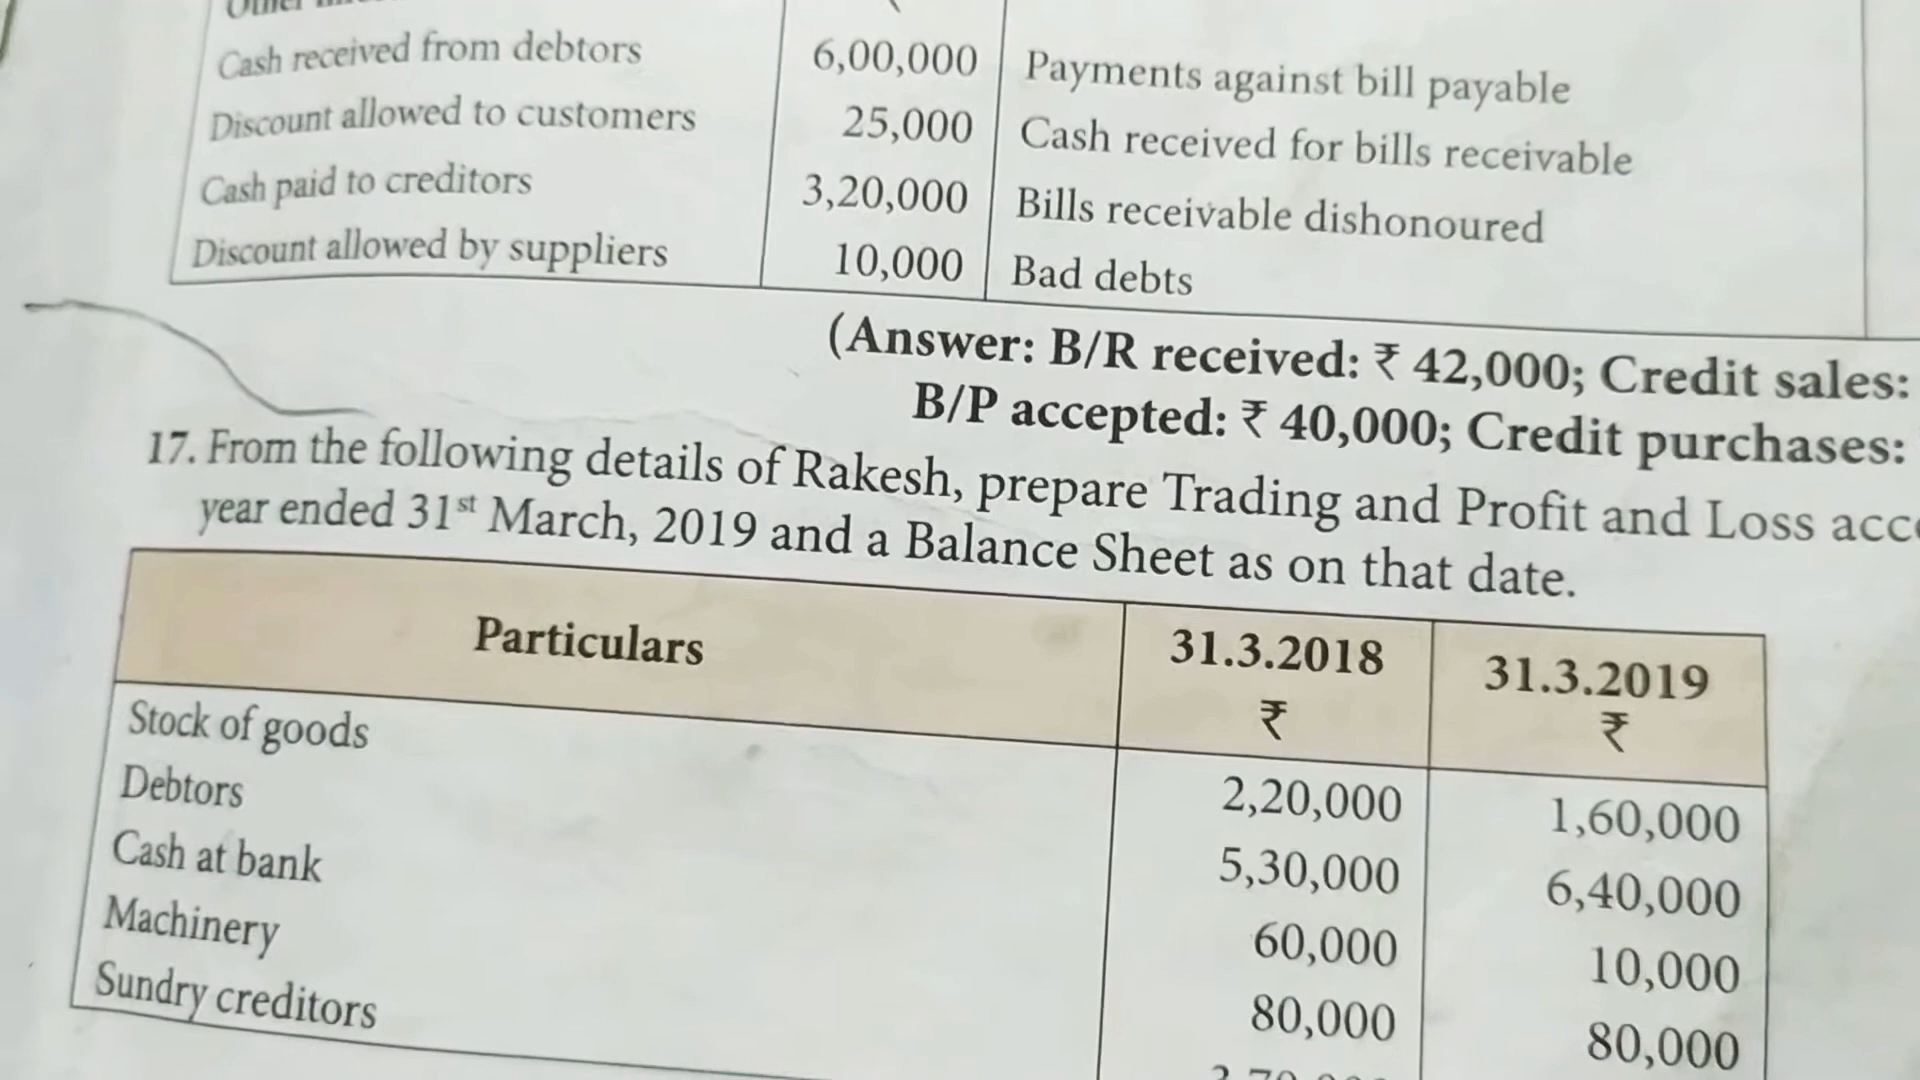 Cash received from debtors 6,00,000 Payments against bill payable
Discount allowed to customers 25,000 Cash received for bills receivable
Cash paid to creditors 3,20,000 Bills receivable dishonoured
Discount allowed by suppliers 10,000 Bad debts
(Answer: B/R received: ₹ 42,000; Credit sales:
B/P accepted: ₹ 40,000; Credit purchases:
17. From the following details of Rakesh, prepare Trading and Profit and Loss
year ended 31st March, 2019 and a Balance Sheet as on that date.
Particulars 31.3.2018 31.3.2019
₹ ₹
Stock of goods 2,20,000 1,60,000
Debtors 5,30,000 6,40,000
Cash at bank 60,000 10,000
Machinery 80,000 80,000
Sundry creditors